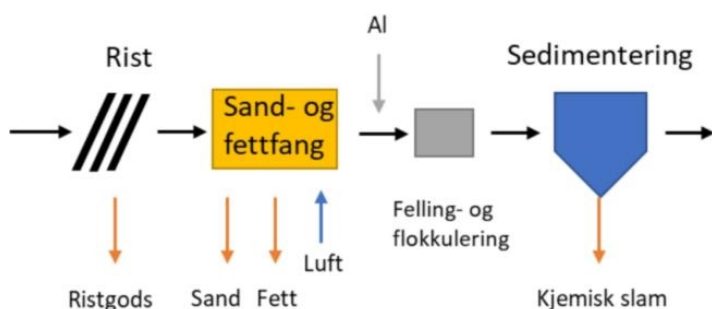 Rist
Sand- og
fettfang
Al
Sedimentering
Felling- og
flokkulering
Luft
Ristgods
Sand
Fett
Kjemisk slam